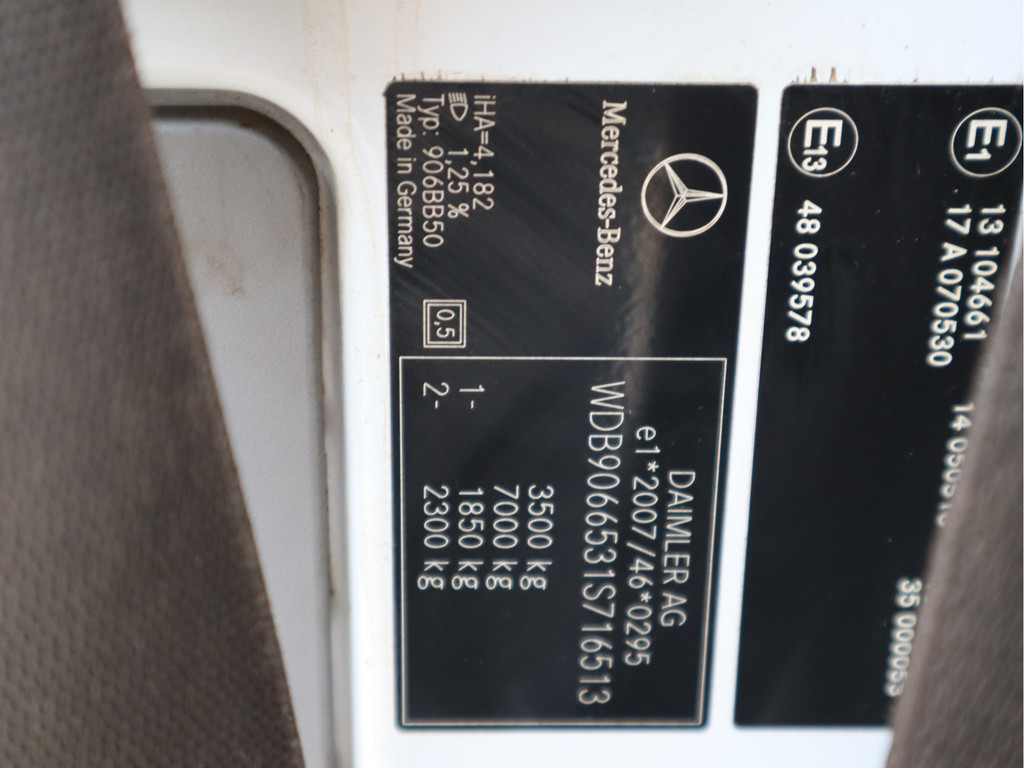 Mercedes-Benz
iHA=4,182
1,25 %
Typ: 906BB50
Made in Germany
0,5
DAIMLER AG
e1*2007/46*0295
WDB9066531S716513
3500 kg
7000 kg
1- 1850 kg
2- 2300 kg
E1 13 104661
17 A 070530
E13 48 039578
35 000053